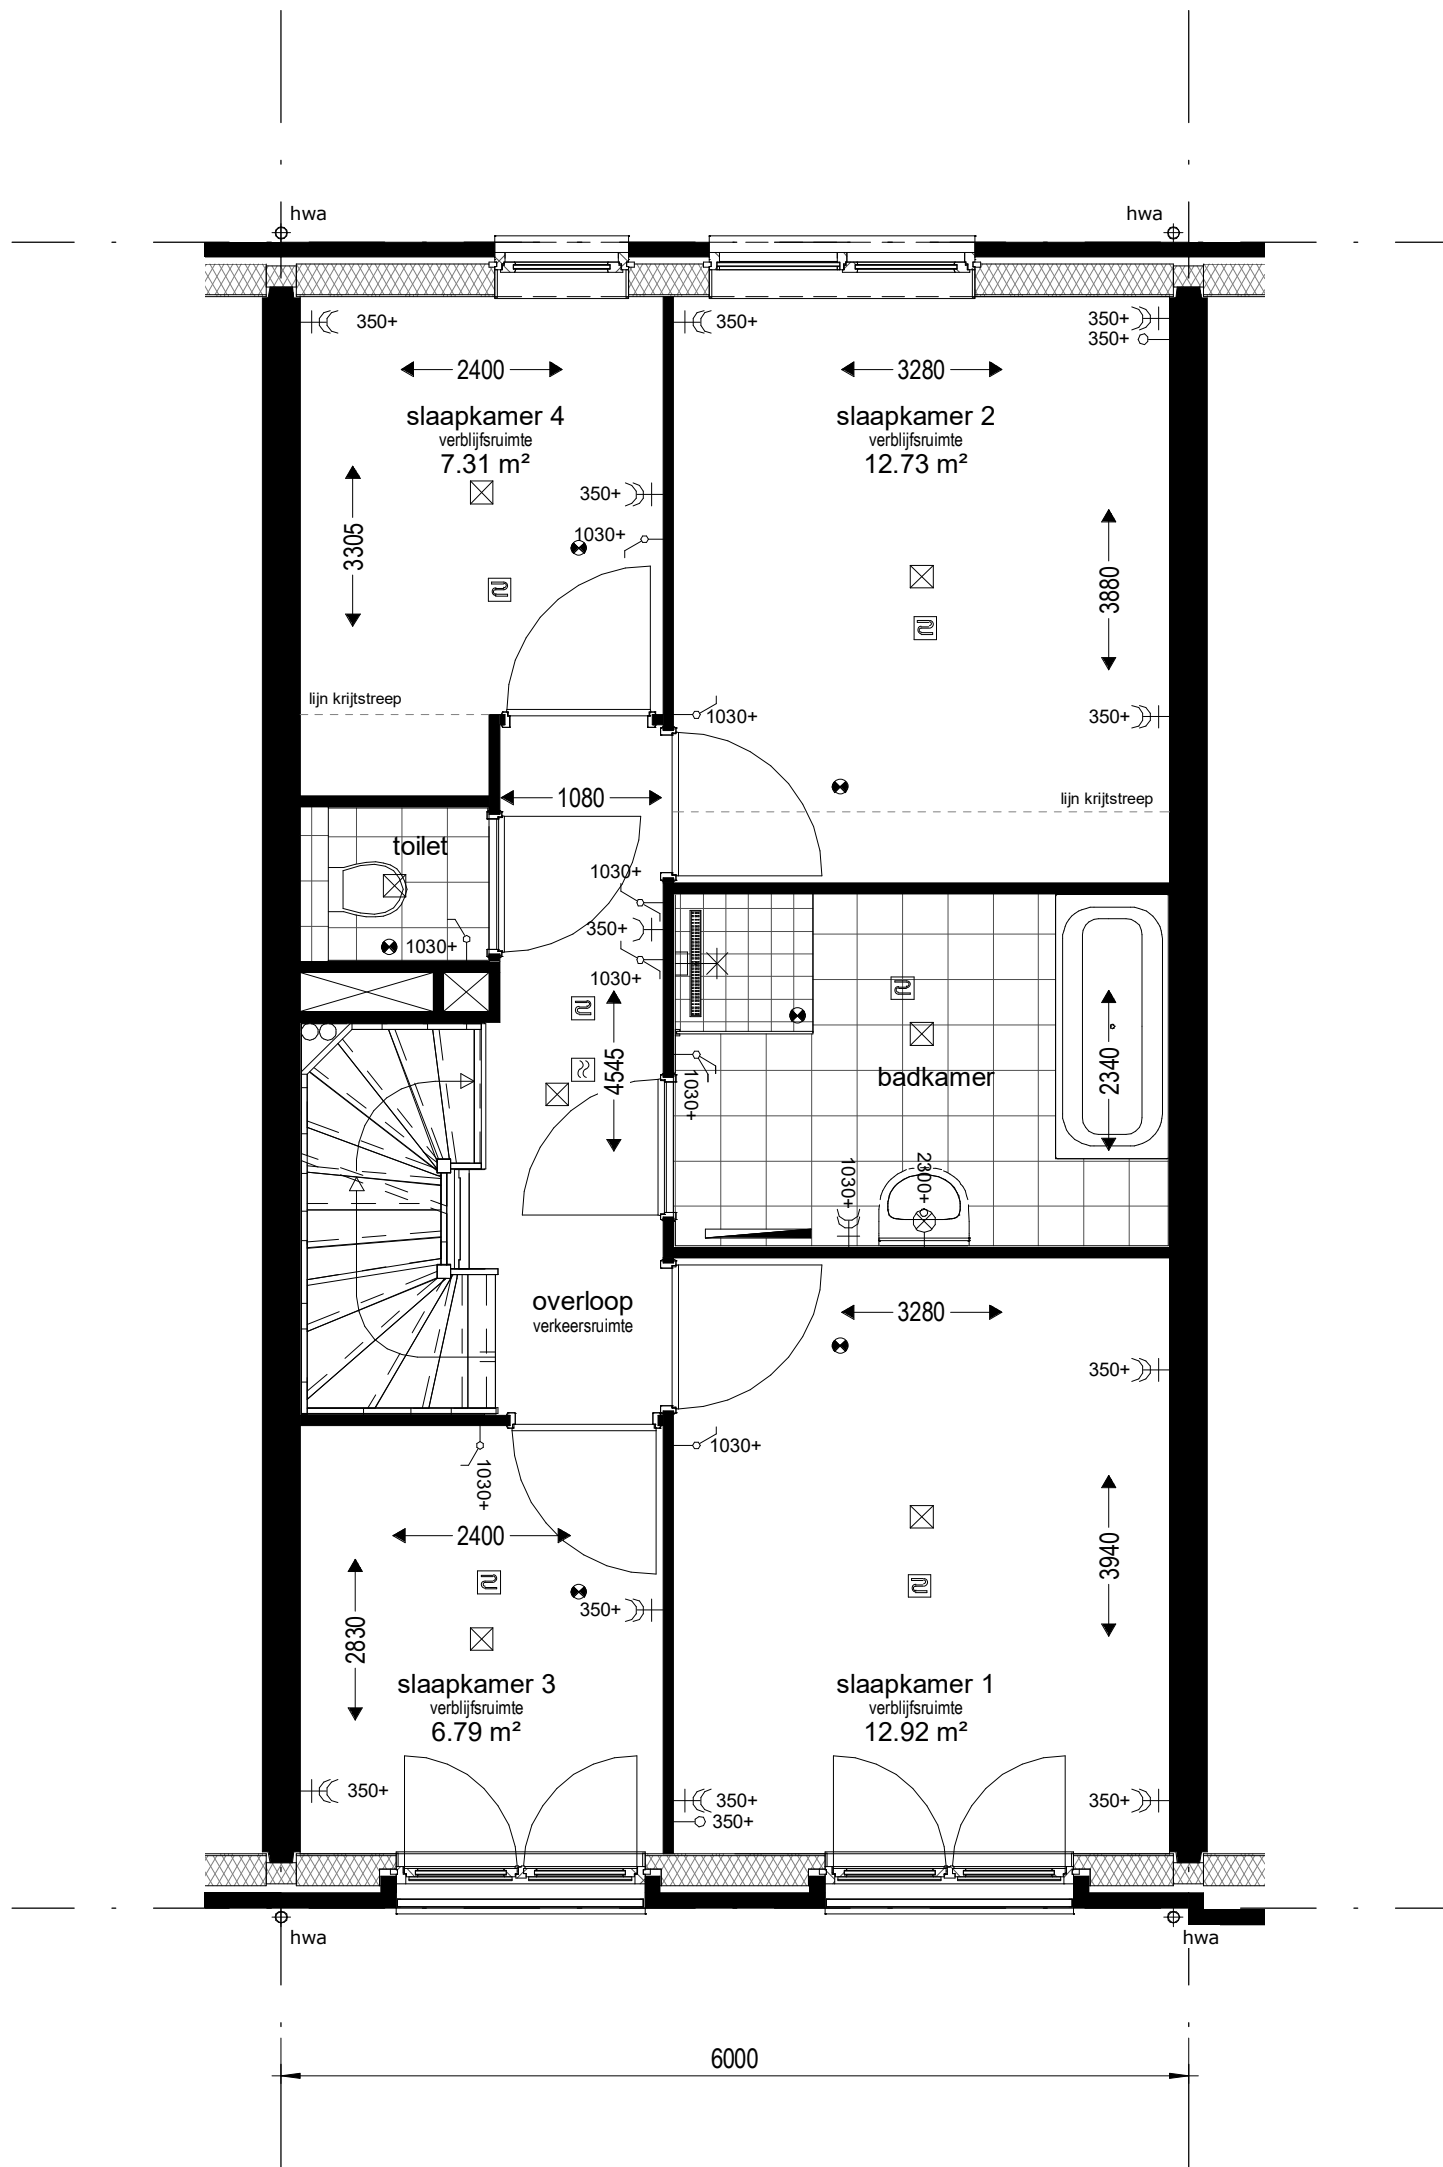 hwa
hwa
350+
350+
350+
350+
2400
3280
slaapkamer 4
verblijfsruimte
7.31 m²
slaapkamer 2
verblijfsruimte
12.73 m²
350+
1030+
3305
3880
lijn krijtstreep
1030+
350+
1080
lijn krijtstreep
toilet
1030+
350+
1030+
1030+
4545
badkamer
2340
1030+
1030+
2300+
overloop
verkeersruimte
3280
350+
1030+
1030+
2400
3940
2830
350+
slaapkamer 3
verblijfsruimte
6.79 m²
slaapkamer 1
verblijfsruimte
12.92 m²
350+
350+
350+
350+
hwa
hwa
6000